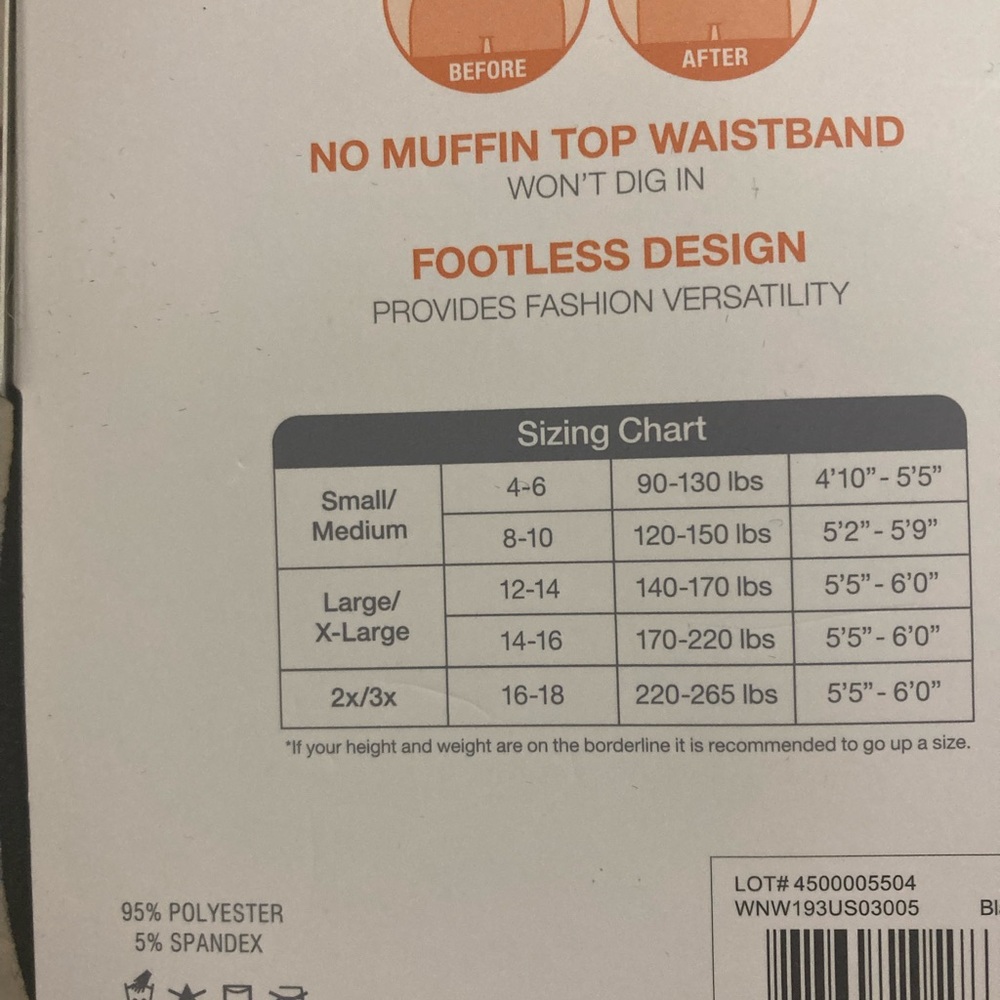 BEFORE
AFTER
NO MUFFIN TOP WAISTBAND
WON'T DIG IN
FOOTLESS DESIGN
PROVIDES FASHION VERSATILITY
Sizing Chart
Small/
Medium
4-6
90-130 lbs
4'10" - 5'5"
8-10
120-150 lbs
5'2" - 5'9"
Large/
X-Large
12-14
140-170 lbs
5'5" - 6'0"
14-16
170-220 lbs
5'5" - 6'0"
2x/3x
16-18
220-265 lbs
5'5" - 6'0"
*If your height and weight are on the borderline it is recommended to go up a size.
95% POLYESTER
5% SPANDEX
LOT# 4500005504
WNW193US03005